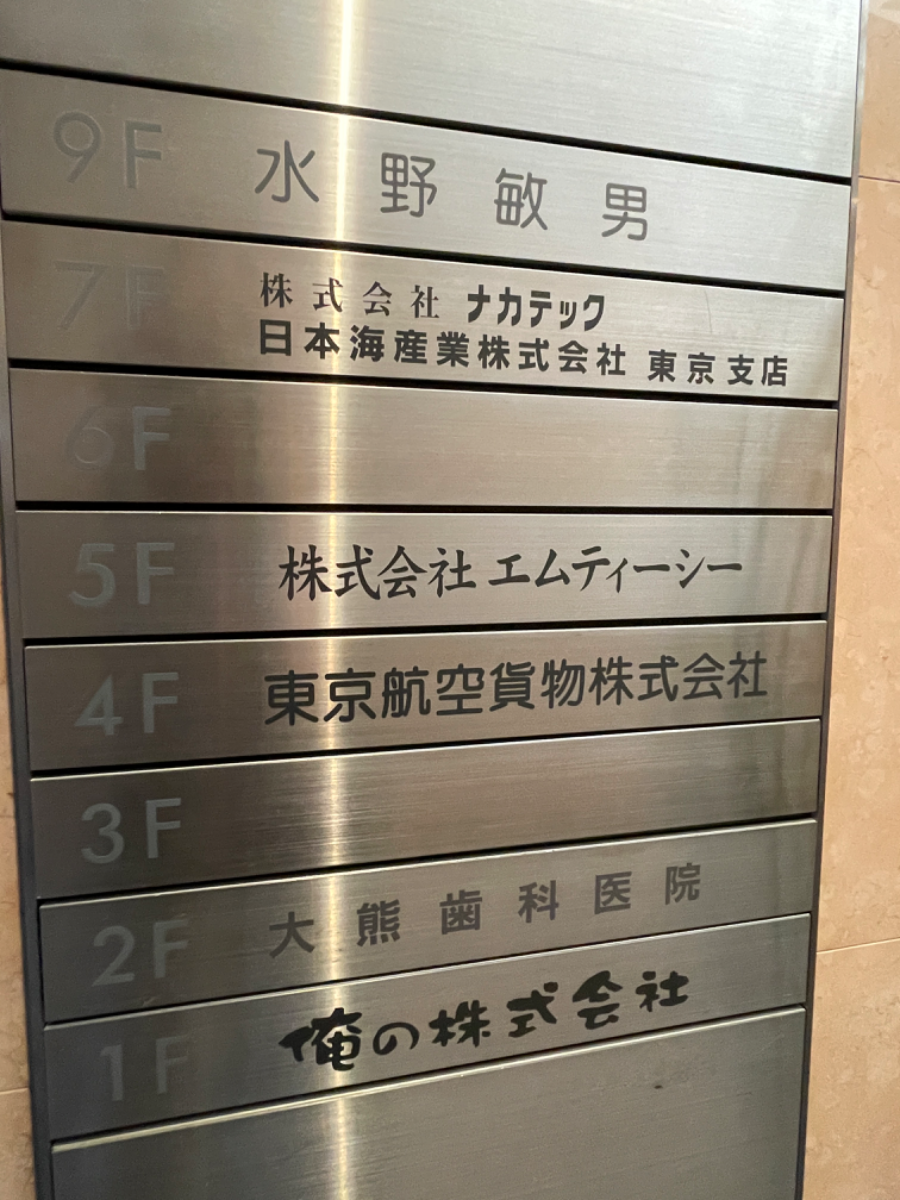 9F 水野敏男
7F 株式会社 ナカテック
日本海産業株式会社 東京支店
6F
5F 株式会社 エムティーシー
4F 東京航空貨物株式会社
3F
2F 大熊歯科医院
1F 俺の株式会社